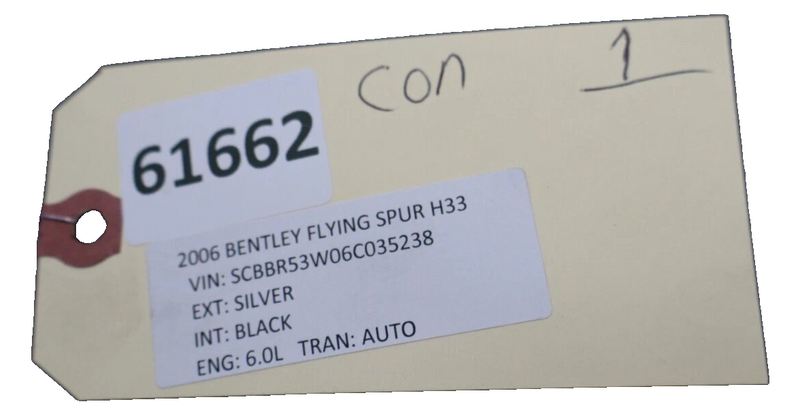 con 1
61662
2006 BENTLEY FLYING SPUR H33
VIN: SCBBR53W06C035238
EXT: SILVER
INT: BLACK
ENG: 6.0L TRAN: AUTO